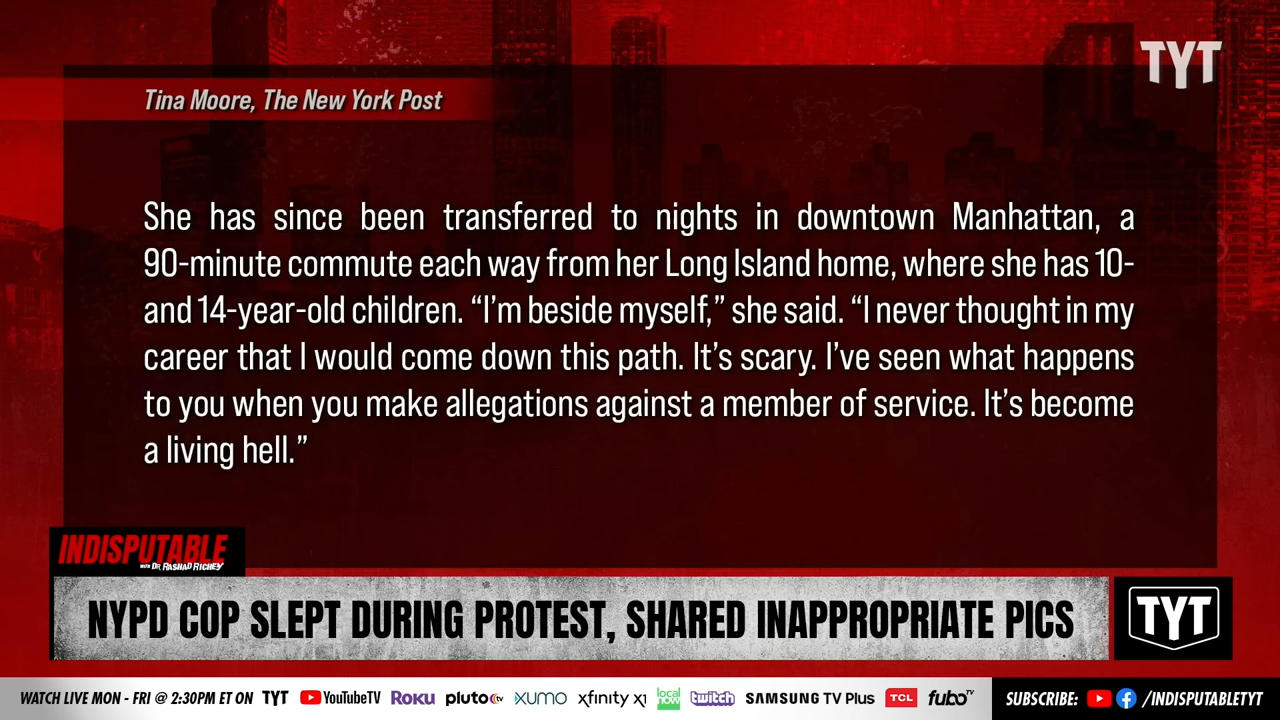 TYT
Tina Moore, The New York Post
She has since been transferred to nights in downtown Manhattan, a
90-minute commute each way from her Long Island home, where she has 10-
and 14-year-old children. “I’m beside myself,” she said. “I never thought in my
career that I would come down this path. It’s scary. I’ve seen what happens
to you when you make allegations against a member of service. It’s become
a living hell.”
INDISPUTABLE
WITH DR. RASHAD RICHEY
NYPD COP SLEPT DURING PROTEST, SHARED INAPPROPRIATE PICS
TYT
WATCH LIVE MON - FRI @ 2:30PM ET ON TYT YouTubeTV ROKU pluto tv XUMO xfinity x1 local now twitch SAMSUNG TV Plus TCL fubo TV SUBSCRIBE: /INDISPUTABLETYT